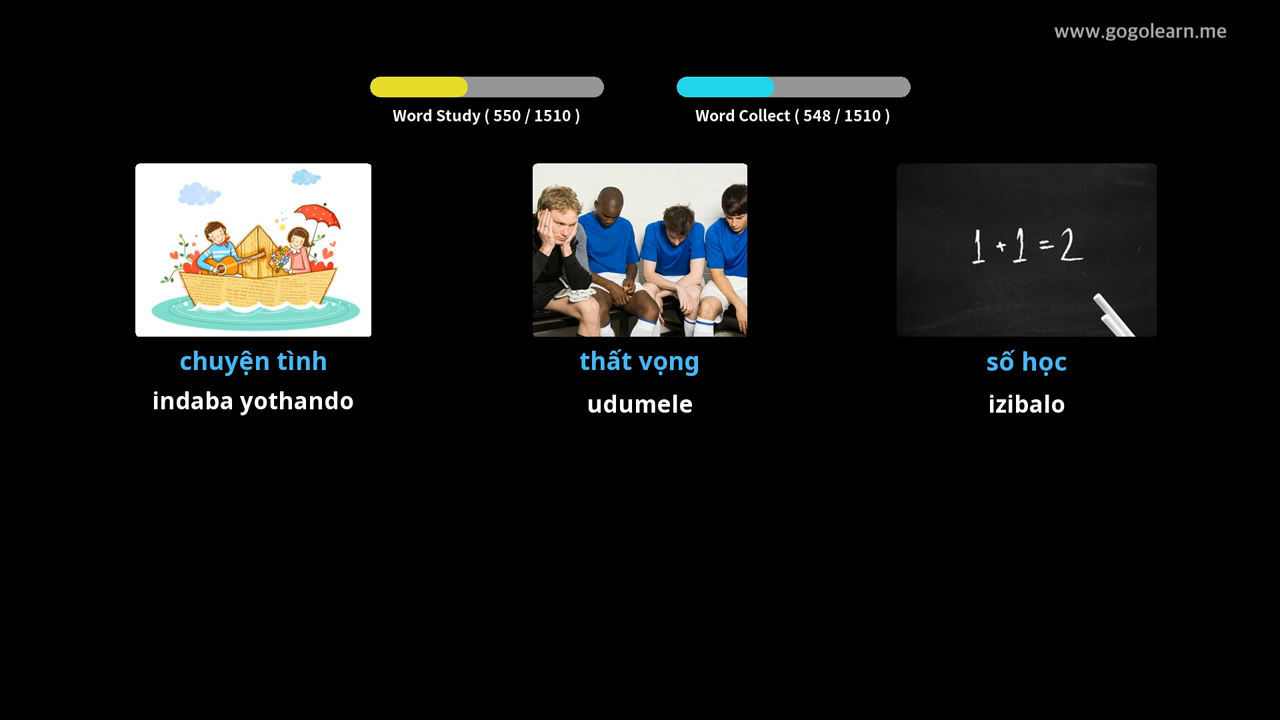 www.gogolearn.me
Word Study ( 550 / 1510 )
Word Collect ( 548 / 1510 )
1 + 1 = 2
chuyện tình
thất vọng
số học
indaba yothando
udumele
izibalo